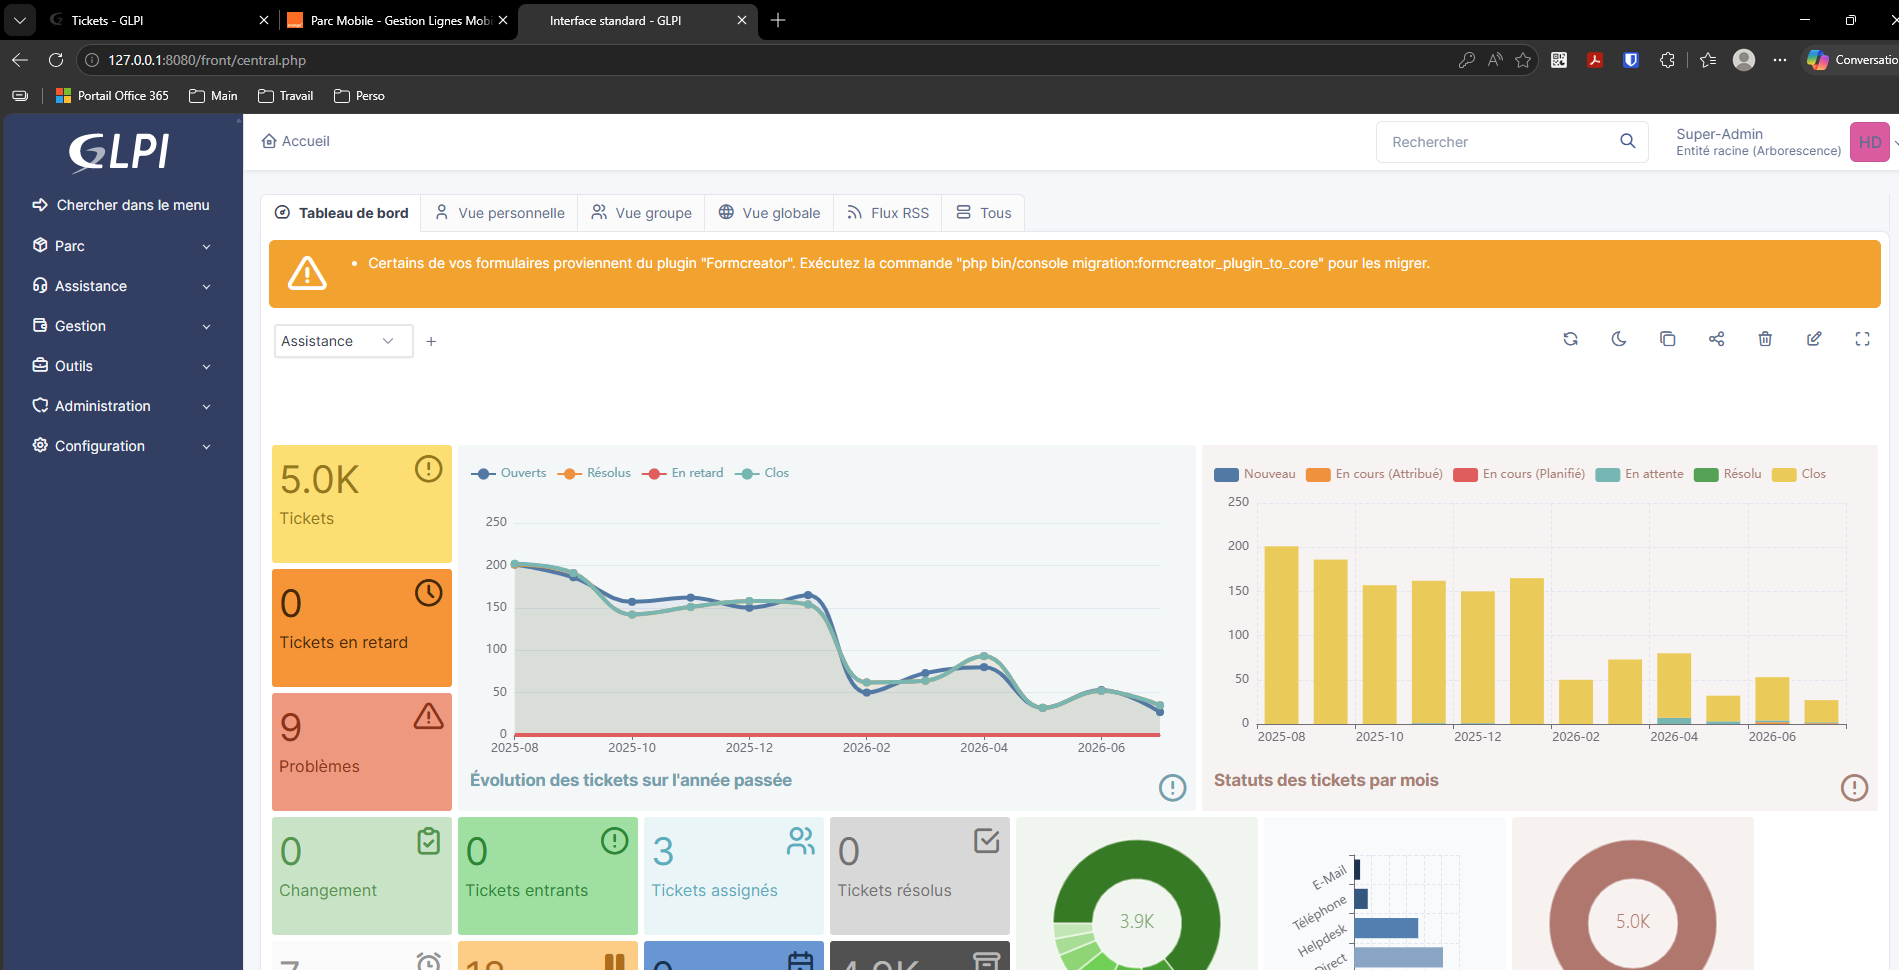 Tickets - GLPI
Parc Mobile - Gestion Lignes Mobi
Interface standard - GLPI
127.0.0.1:8080/front/central.php
Conversatio
Portail Office 365
Main
Travail
Perso
GLPI
Accueil
Rechercher
Super-Admin
Entité racine (Arborescence)
HD
Chercher dans le menu
Parc
Assistance
Gestion
Outils
Administration
Configuration
Tableau de bord
Vue personnelle
Vue groupe
Vue globale
Flux RSS
Tous
Certains de vos formulaires proviennent du plugin "Formcreator". Exécutez la commande "php bin/console migration:formcreator_plugin_to_core" pour les migrer.
Assistance
5.0K
Tickets
0
Tickets en retard
9
Problèmes
Ouverts Résolus En retard Clos
250
200
150
100
50
0
2025-08 2025-10 2025-12 2026-02 2026-04 2026-06
Évolution des tickets sur l'année passée
Nouveau En cours (Attribué) En cours (Planifié) En attente Résolu Clos
250
200
150
100
50
0
2025-08 2025-10 2025-12 2026-02 2026-04 2026-06
Statuts des tickets par mois
0
Changement
0
Tickets entrants
3
Tickets assignés
0
Tickets résolus
3.9K
E-Mail
Téléphone
Helpdesk
Direct
5.0K